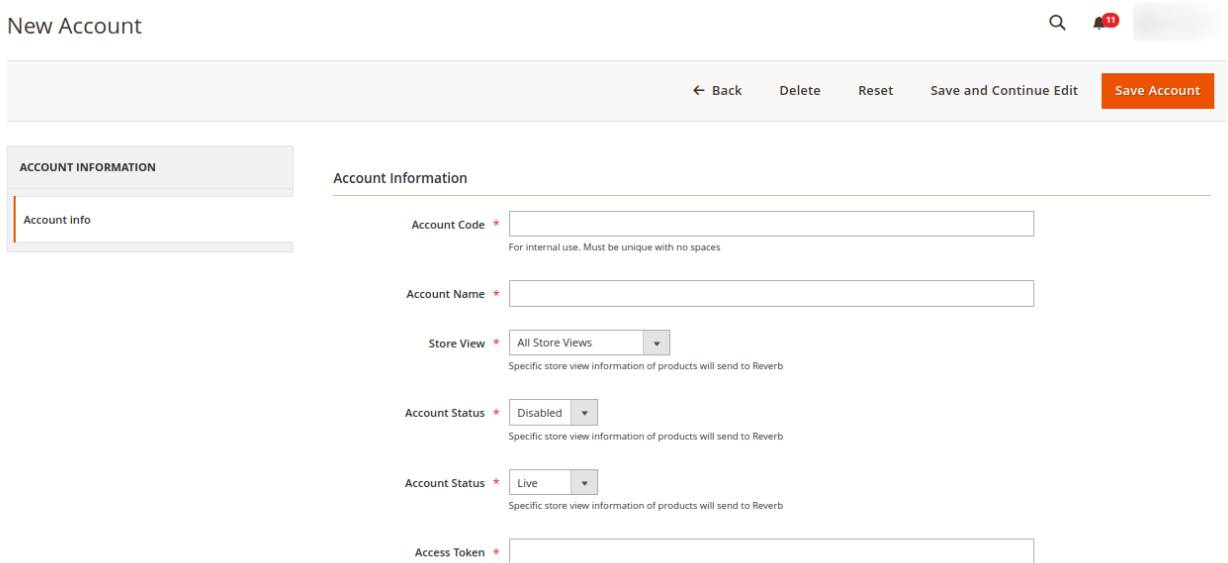 New Account
11
← Back Delete Reset Save and Continue Edit Save Account
ACCOUNT INFORMATION
Account info
Account Information
Account Code *
For internal use. Must be unique with no spaces
Account Name *
Store View * All Store Views
Specific store view information of products will send to Reverb
Account Status * Disabled
Specific store view information of products will send to Reverb
Account Status * Live
Specific store view information of products will send to Reverb
Access Token *